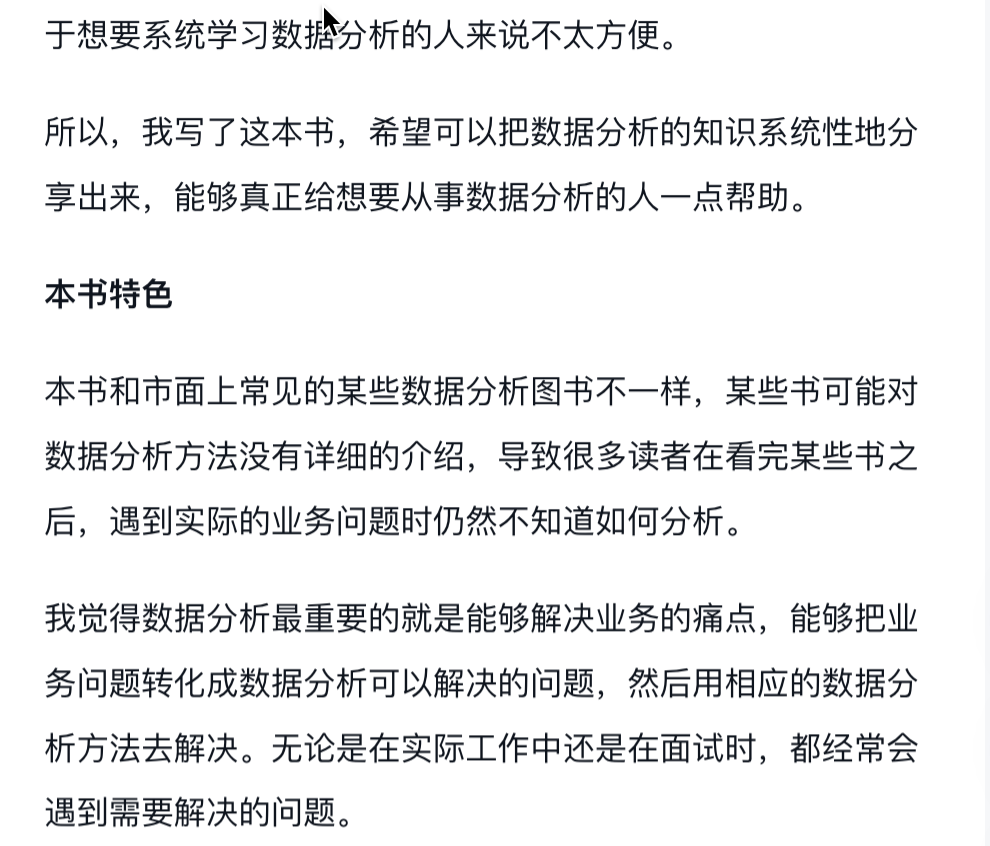 于想要系统学习数据分析的人来说不太方便。
所以，我写了这本书，希望可以把数据分析的知识系统性地分
享出来，能够真正给想要从事数据分析的人一点帮助。
本书特色
本书和市面上常见的某些数据分析图书不一样，某些书可能对
数据分析方法没有详细的介绍，导致很多读者在看完某些书之
后，遇到实际的业务问题时仍然不知道如何分析。
我觉得数据分析最重要的就是能够解决业务的痛点，能够把业
务问题转化成数据分析可以解决的问题，然后用相应的数据分
析方法去解决。无论是在实际工作中还是在面试时，都经常会
遇到需要解决的问题。